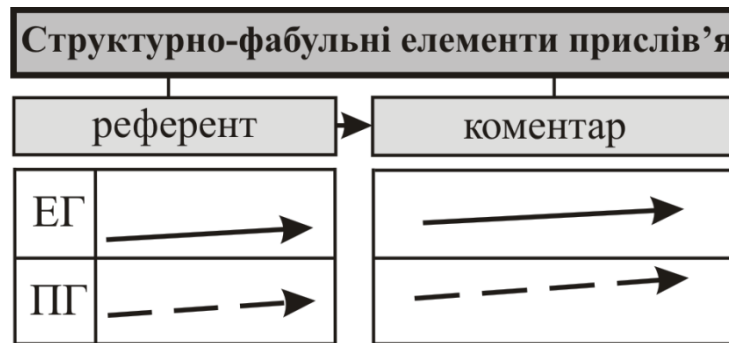 Структурно-фабульні елементи прислів’я
референт
коментар
ЕГ
ПГ